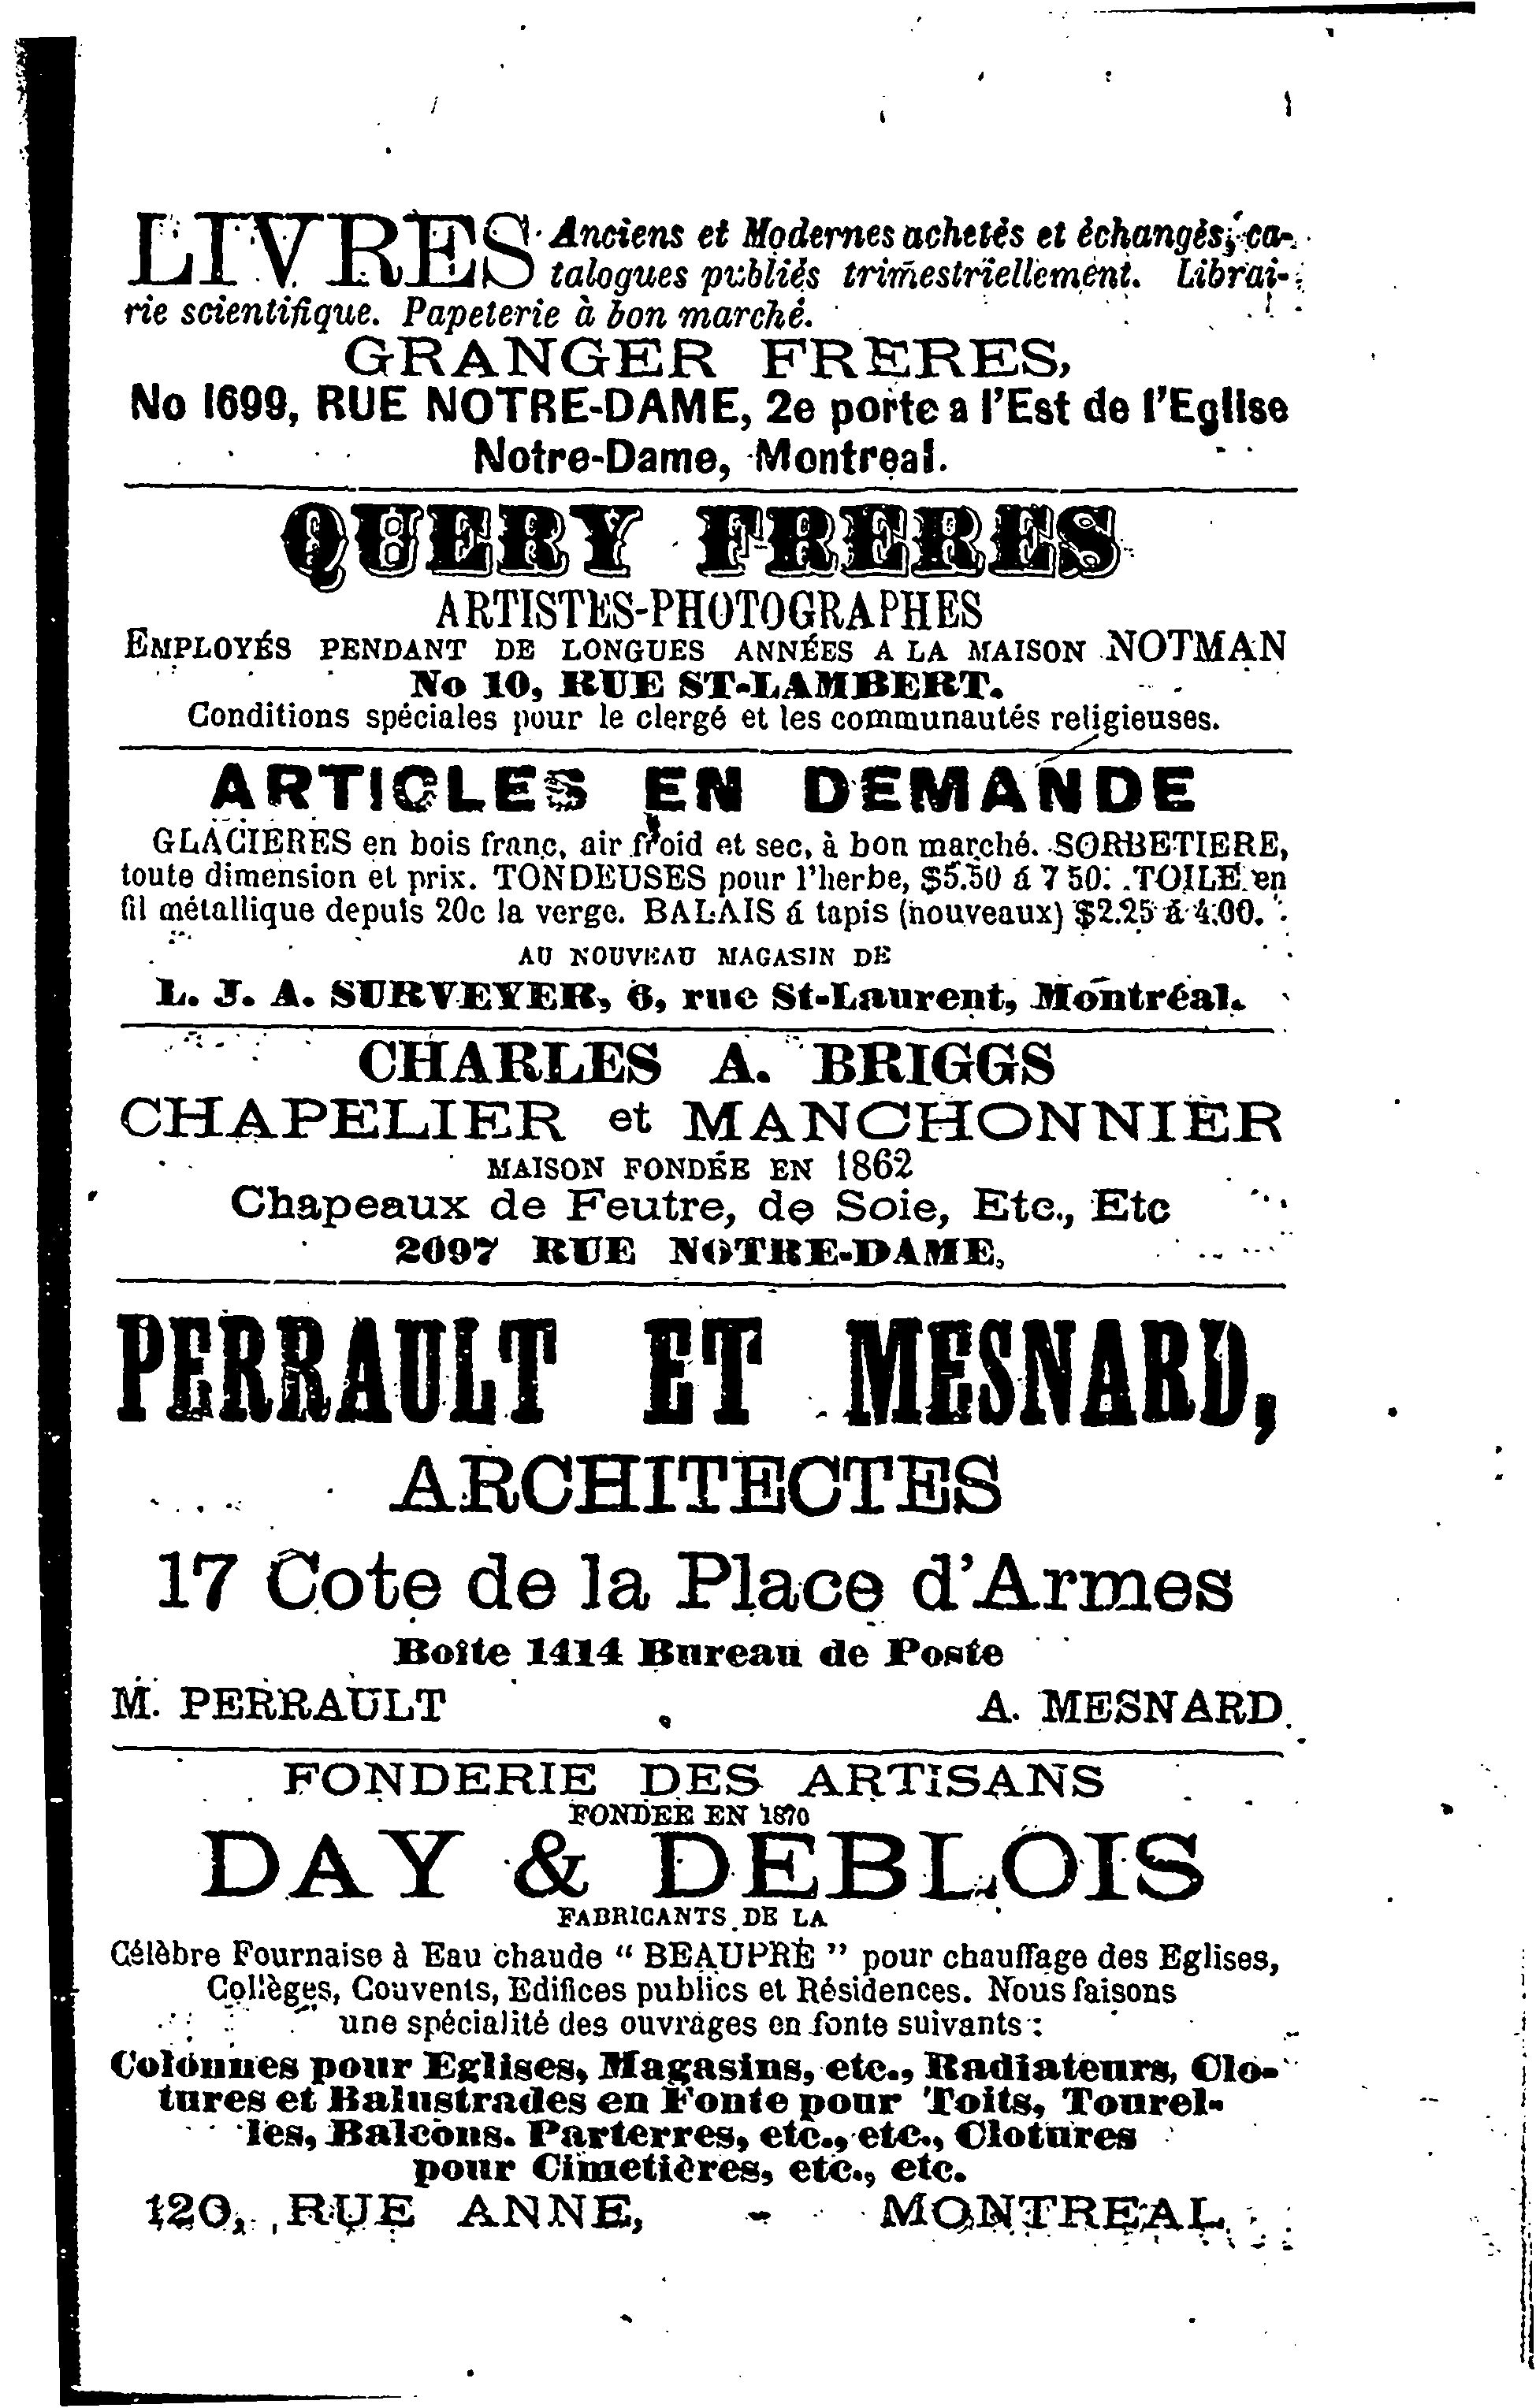 LIVRES Anciens et Modernes achetés et échangés; ca-
talogues publiés trimestriellement. Librai-
rie scientifique. Papeterie à bon marché.
GRANGER FRERES,
No 1699, RUE NOTRE-DAME, 2e porte a l'Est de l'Eglise
Notre-Dame, Montreal.
QUERY FRERES
ARTISTES-PHOTOGRAPHES
EMPLOYÉS PENDANT DE LONGUES ANNÉES A LA MAISON NOTMAN
No 10, RUE ST-LAMBERT.
Conditions spéciales pour le clergé et les communautés religieuses.
ARTICLES EN DEMANDE
GLACIERES en bois franc, air froid et sec, à bon marché. SORBETIERE,
toute dimension et prix. TONDEUSES pour l'herbe, $5.50 á 7 50. TOILE en
fil métallique depuis 20c la verge. BALAIS á tapis (nouveaux) $2.25 á 4.00.
AU NOUVEAU MAGASIN DE
L. J. A. SURVEYER, 6, rue St-Laurent, Montréal.
CHARLES A. BRIGGS
CHAPELIER et MANCHONNIER
MAISON FONDÉE EN 1862
Chapeaux de Feutre, de Soie, Etc., Etc
2097 RUE NOTRE-DAME,
PERRAULT ET MESNARD,
ARCHITECTES
17 Cote de la Place d'Armes
Boîte 1414 Bureau de Poste
M. PERRAULT A. MESNARD.
FONDERIE DES ARTISANS
FONDEE EN 1870
DAY & DEBLOIS
FABRICANTS DE LA
Célèbre Fournaise à Eau chaude " BEAUPRÈ " pour chauffage des Eglises,
Collèges, Couvents, Edifices publics et Résidences. Nous faisons
une spécialité des ouvrages en fonte suivants :
Colonnes pour Eglises, Magasins, etc., Radiateurs, Clo-
tures et Balustrades en Fonte pour Toits, Tourel-
les, Balcons. Parterres, etc., etc., Clotures
pour Cimetières, etc., etc.
120, RUE ANNE, - MONTREAL.